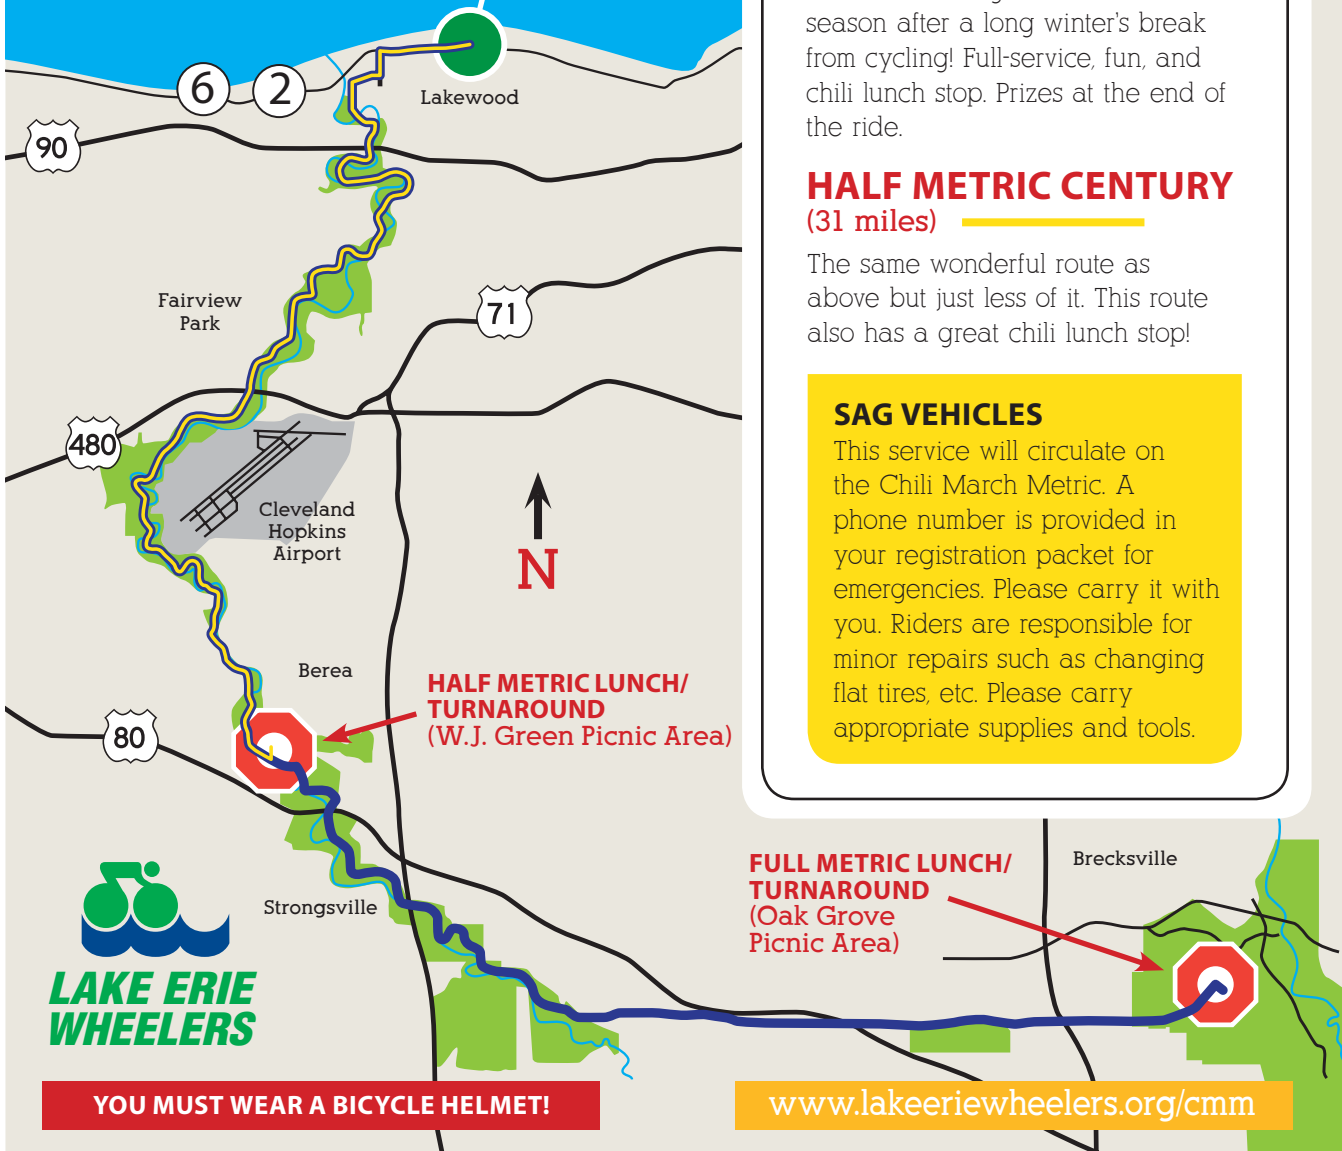 season after a long winter's break
from cycling! Full-service, fun, and
chili lunch stop. Prizes at the end of
the ride.
HALF METRIC CENTURY
(31 miles)
The same wonderful route as
above but just less of it. This route
also has a great chili lunch stop!
SAG VEHICLES
This service will circulate on
the Chili March Metric. A
phone number is provided in
your registration packet for
emergencies. Please carry it with
you. Riders are responsible for
minor repairs such as changing
flat tires, etc. Please carry
appropriate supplies and tools.
6
2
Lakewood
90
Fairview
Park
71
480
Cleveland
Hopkins
Airport
N
Berea
HALF METRIC LUNCH/
TURNAROUND
(W.J. Green Picnic Area)
80
Strongsville
FULL METRIC LUNCH/
TURNAROUND
(Oak Grove
Picnic Area)
Brecksville
LAKE ERIE
WHEELERS
YOU MUST WEAR A BICYCLE HELMET!
www.lakeeriewheelers.org/cmm